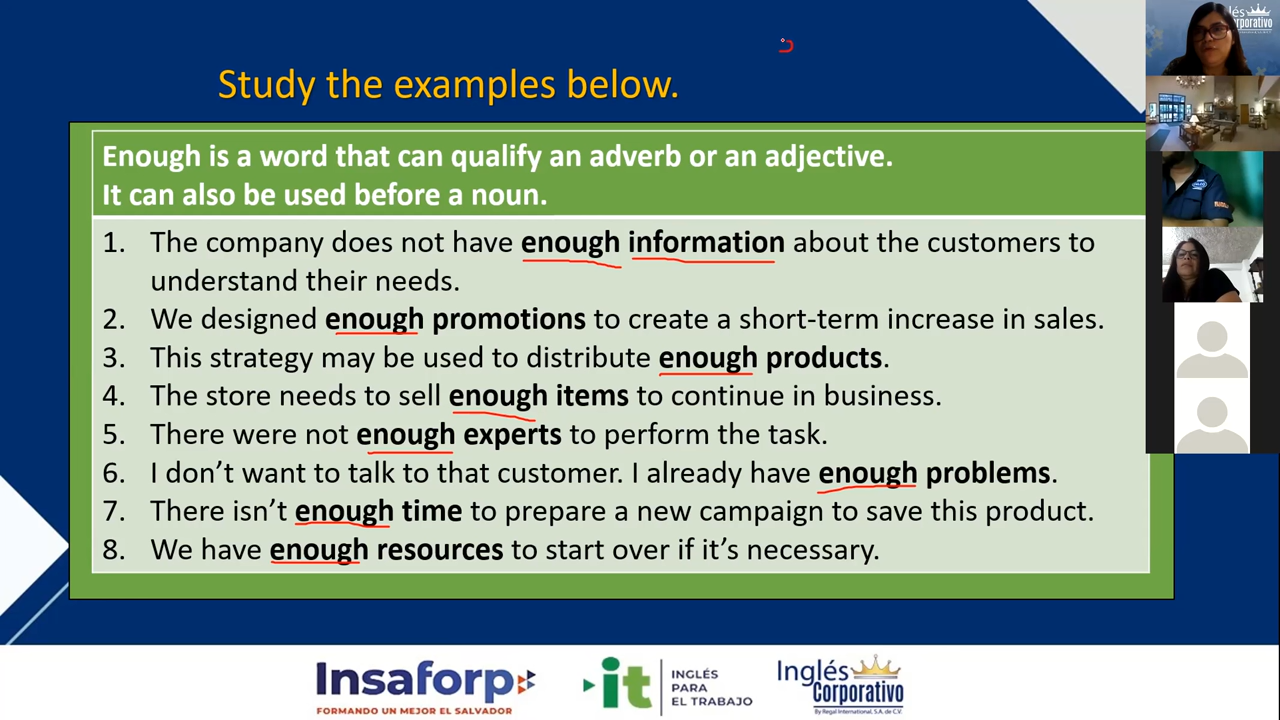 Study the examples below.
Enough is a word that can qualify an adverb or an adjective.
It can also be used before a noun.
1. The company does not have enough information about the customers to
understand their needs.
2. We designed enough promotions to create a short-term increase in sales.
3. This strategy may be used to distribute enough products.
4. The store needs to sell enough items to continue in business.
5. There were not enough experts to perform the task.
6. I don’t want to talk to that customer. I already have enough problems.
7. There isn’t enough time to prepare a new campaign to save this product.
8. We have enough resources to start over if it’s necessary.
Insaforp
FORMANDO UN MEJOR EL SALVADOR
it
INGLÉS
PARA
EL TRABAJO
Inglés
Corporativo
By Regal International, S.A. de C.V.